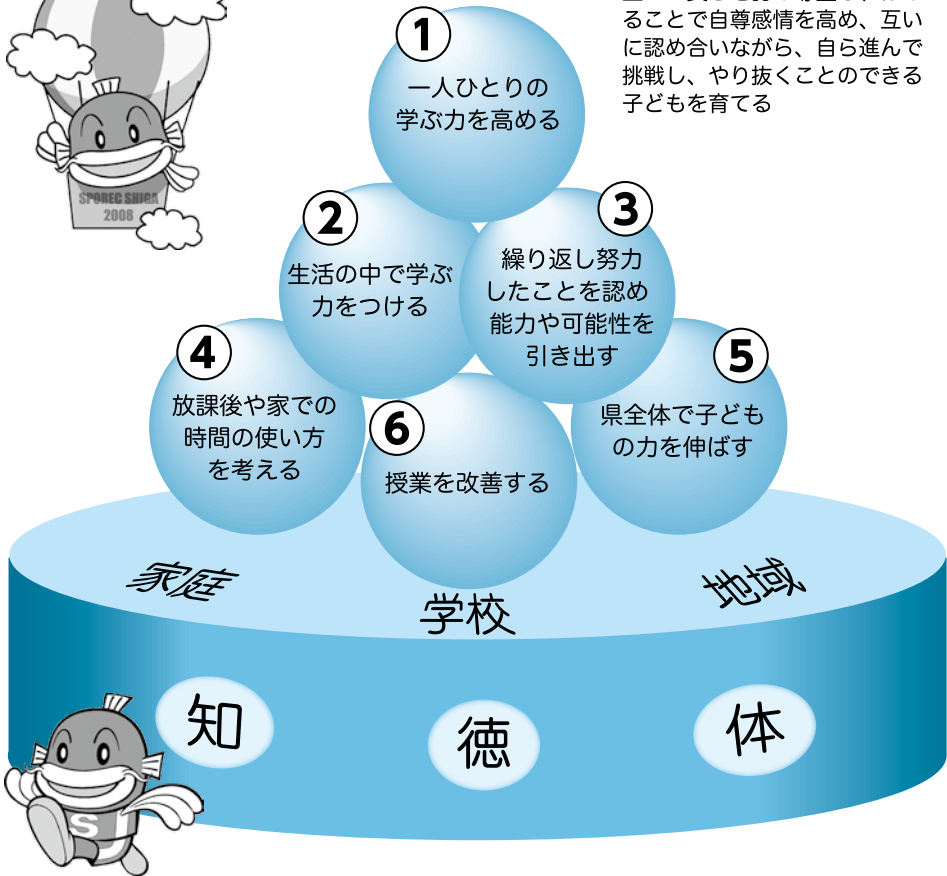 ることで自尊感情を高め、互い
に認め合いながら、自ら進んで
挑戦し、やり抜くことのできる
子どもを育てる
1
一人ひとりの
学ぶ力を高める
2
生活の中で学ぶ
力をつける
3
繰り返し努力
したことを認め
能力や可能性を
引き出す
4
放課後や家での
時間の使い方
を考える
5
県全体で子ども
の力を伸ばす
6
授業を改善する
家庭
学校
地域
知
徳
体
SPOREC SHIGA
2008
S